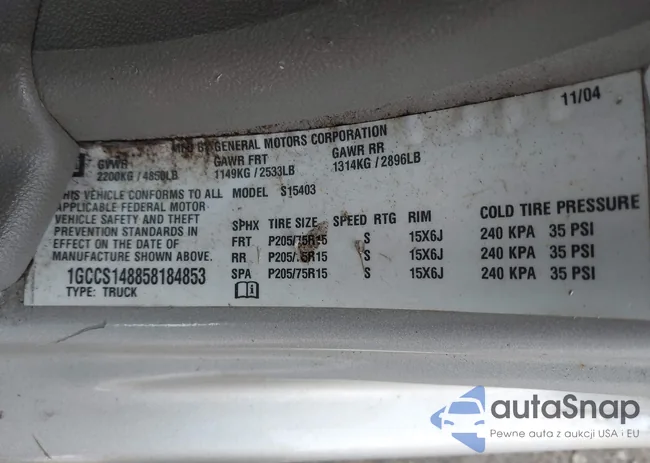 11/04
MFD BY GENERAL MOTORS CORPORATION
GVWR GAWR FRT GAWR RR
2200KG / 4850LB 1149KG / 2533LB 1314KG / 2896LB
THIS VEHICLE CONFORMS TO ALL MODEL S15403
APPLICABLE FEDERAL MOTOR
VEHICLE SAFETY AND THEFT
PREVENTION STANDARDS IN
EFFECT ON THE DATE OF
MANUFACTURE SHOWN ABOVE.
SPHX TIRE SIZE SPEED RTG RIM COLD TIRE PRESSURE
FRT P205/75R15 S 15X6J 240 KPA 35 PSI
RR P205/75R15 S 15X6J 240 KPA 35 PSI
SPA P205/75R15 S 15X6J 240 KPA 35 PSI
1GCCS148858184853
TYPE: TRUCK
autaSnap
Pewne auta z aukcji USA i EU